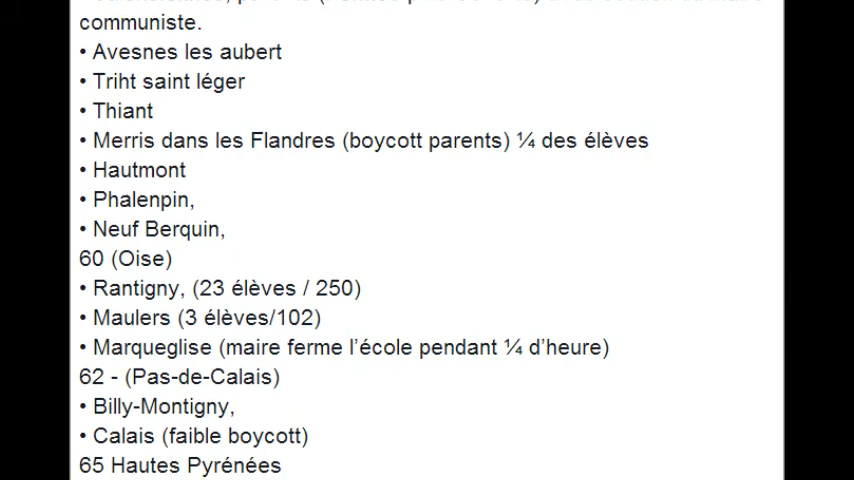 communiste.
• Avesnes les aubert
• Triht saint léger
• Thiant
• Merris dans les Flandres (boycott parents) ¼ des élèves
• Hautmont
• Phalenpin,
• Neuf Berquin,
60 (Oise)
• Rantigny, (23 élèves / 250)
• Maulers (3 élèves/102)
• Marqueglise (maire ferme l’école pendant ¼ d’heure)
62 - (Pas-de-Calais)
• Billy-Montigny,
• Calais (faible boycott)
65 Hautes Pyrénées